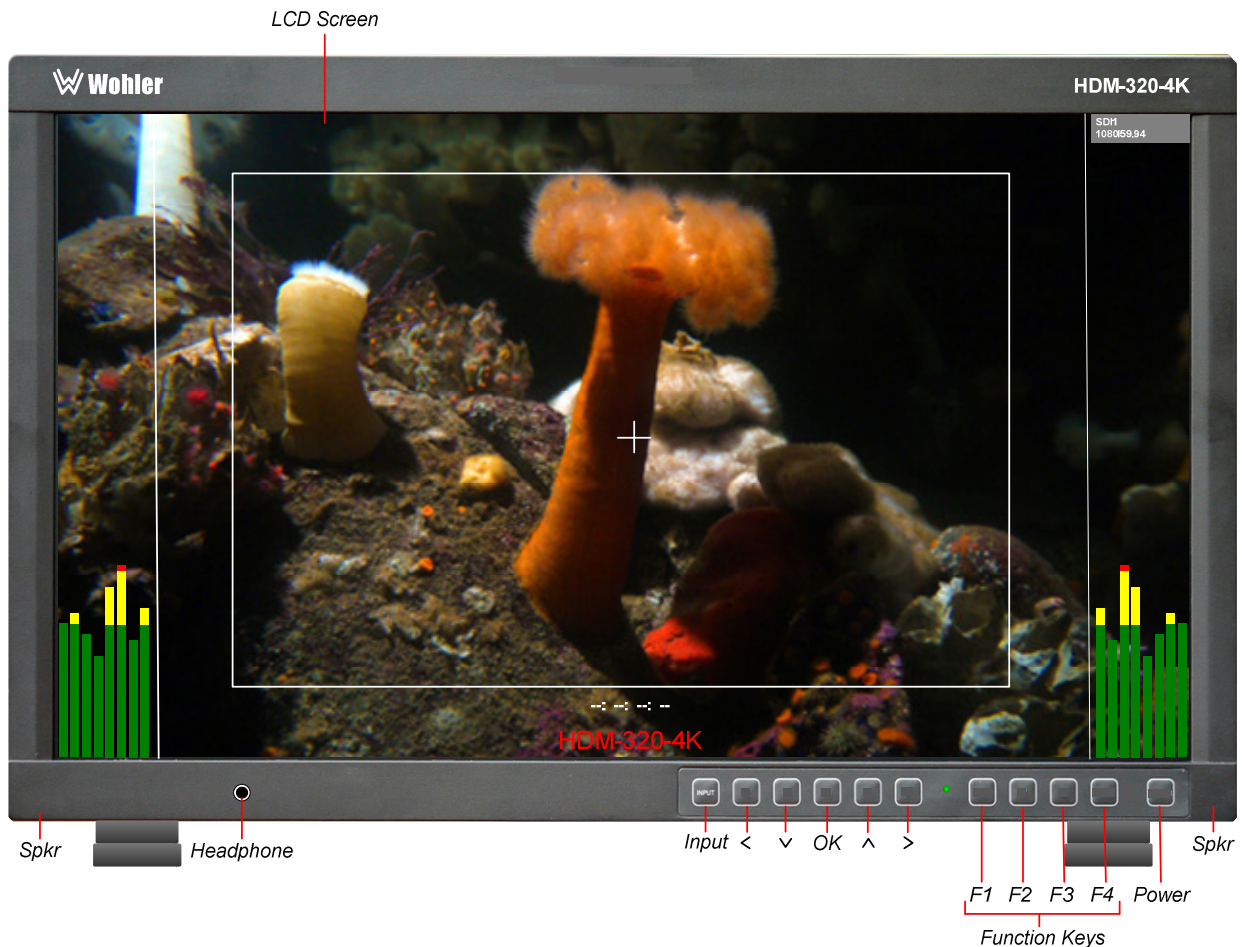 LCD Screen
Wohler
HDM-320-4K
SDI1
1080I59.94
--: --: --: --
HDM-320-4K
INPUT
Input < ˅ OK ˄ >
Spkr
Headphone
Spkr
F1 F2 F3 F4 Power
Function Keys